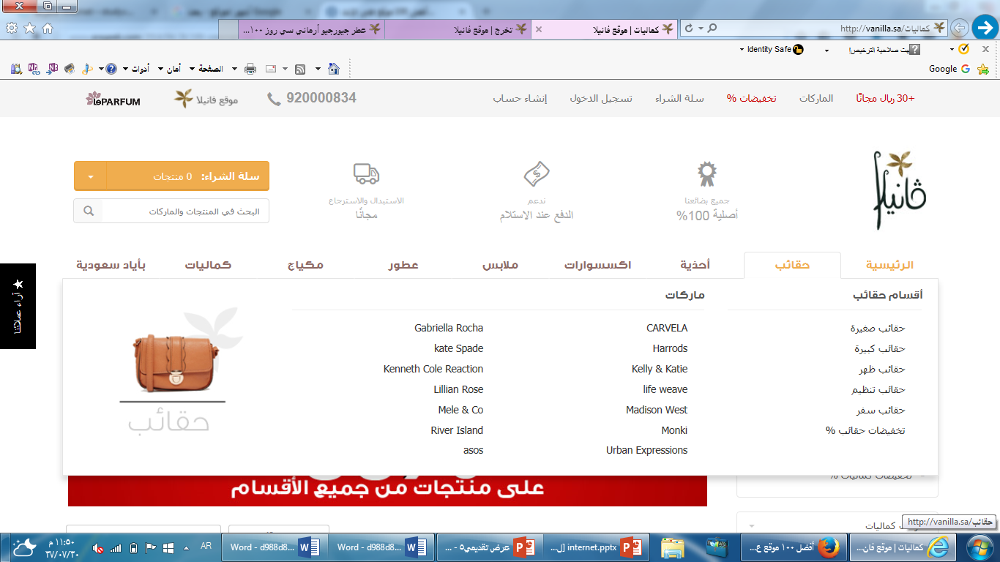 عطر جيورجيو أرماني سي روز ١٠٠...
تخرج | موقع فانيلا
كماليات | موقع فانيلا
http://vanilla.sa/كماليات
Identity Safe
هت صلاحية الترخيص!
أدوات
أمان
الصفحة
Google
+30 ريال مجانًا
الماركات
تخفيضات %
سلة الشراء
تسجيل الدخول
إنشاء حساب
920000834
موقع فانيلا
le PARFUM
ڤانيلا
جميع بضائعنا
أصلية 100%
ندعم
الدفع عند الاستلام
الاستبدال والاسترجاع
مجانًا
سلة الشراء: 0 منتجات
البحث في المنتجات والماركات
الرئيسية
حقائب
أحذية
اكسسوارات
ملابس
عطور
مكياج
كماليات
بأياد سعودية
آراء عملائنا
أقسام حقائب
حقائب صغيرة
حقائب كبيرة
حقائب ظهر
حقائب تنظيم
حقائب سفر
تخفيضات حقائب %
ماركات
CARVELA
Harrods
Kelly & Katie
life weave
Madison West
Monki
Urban Expressions
Gabriella Rocha
kate Spade
Kenneth Cole Reaction
Lillian Rose
Mele & Co
River Island
asos
حقائب
على منتجات من جميع الأقسام
تخفيضات كماليات %
كماليات
http://vanilla.sa/حقائب
كماليات | موقع فان...
أفضل ١٠٠ موقع ع...
internet.pptx [ل...
عرض تقديمي٥ - ...
Word - d988d8...
Word - d988d8...
AR
١١:٥٠ م
٣٧/٠٧/٣٠